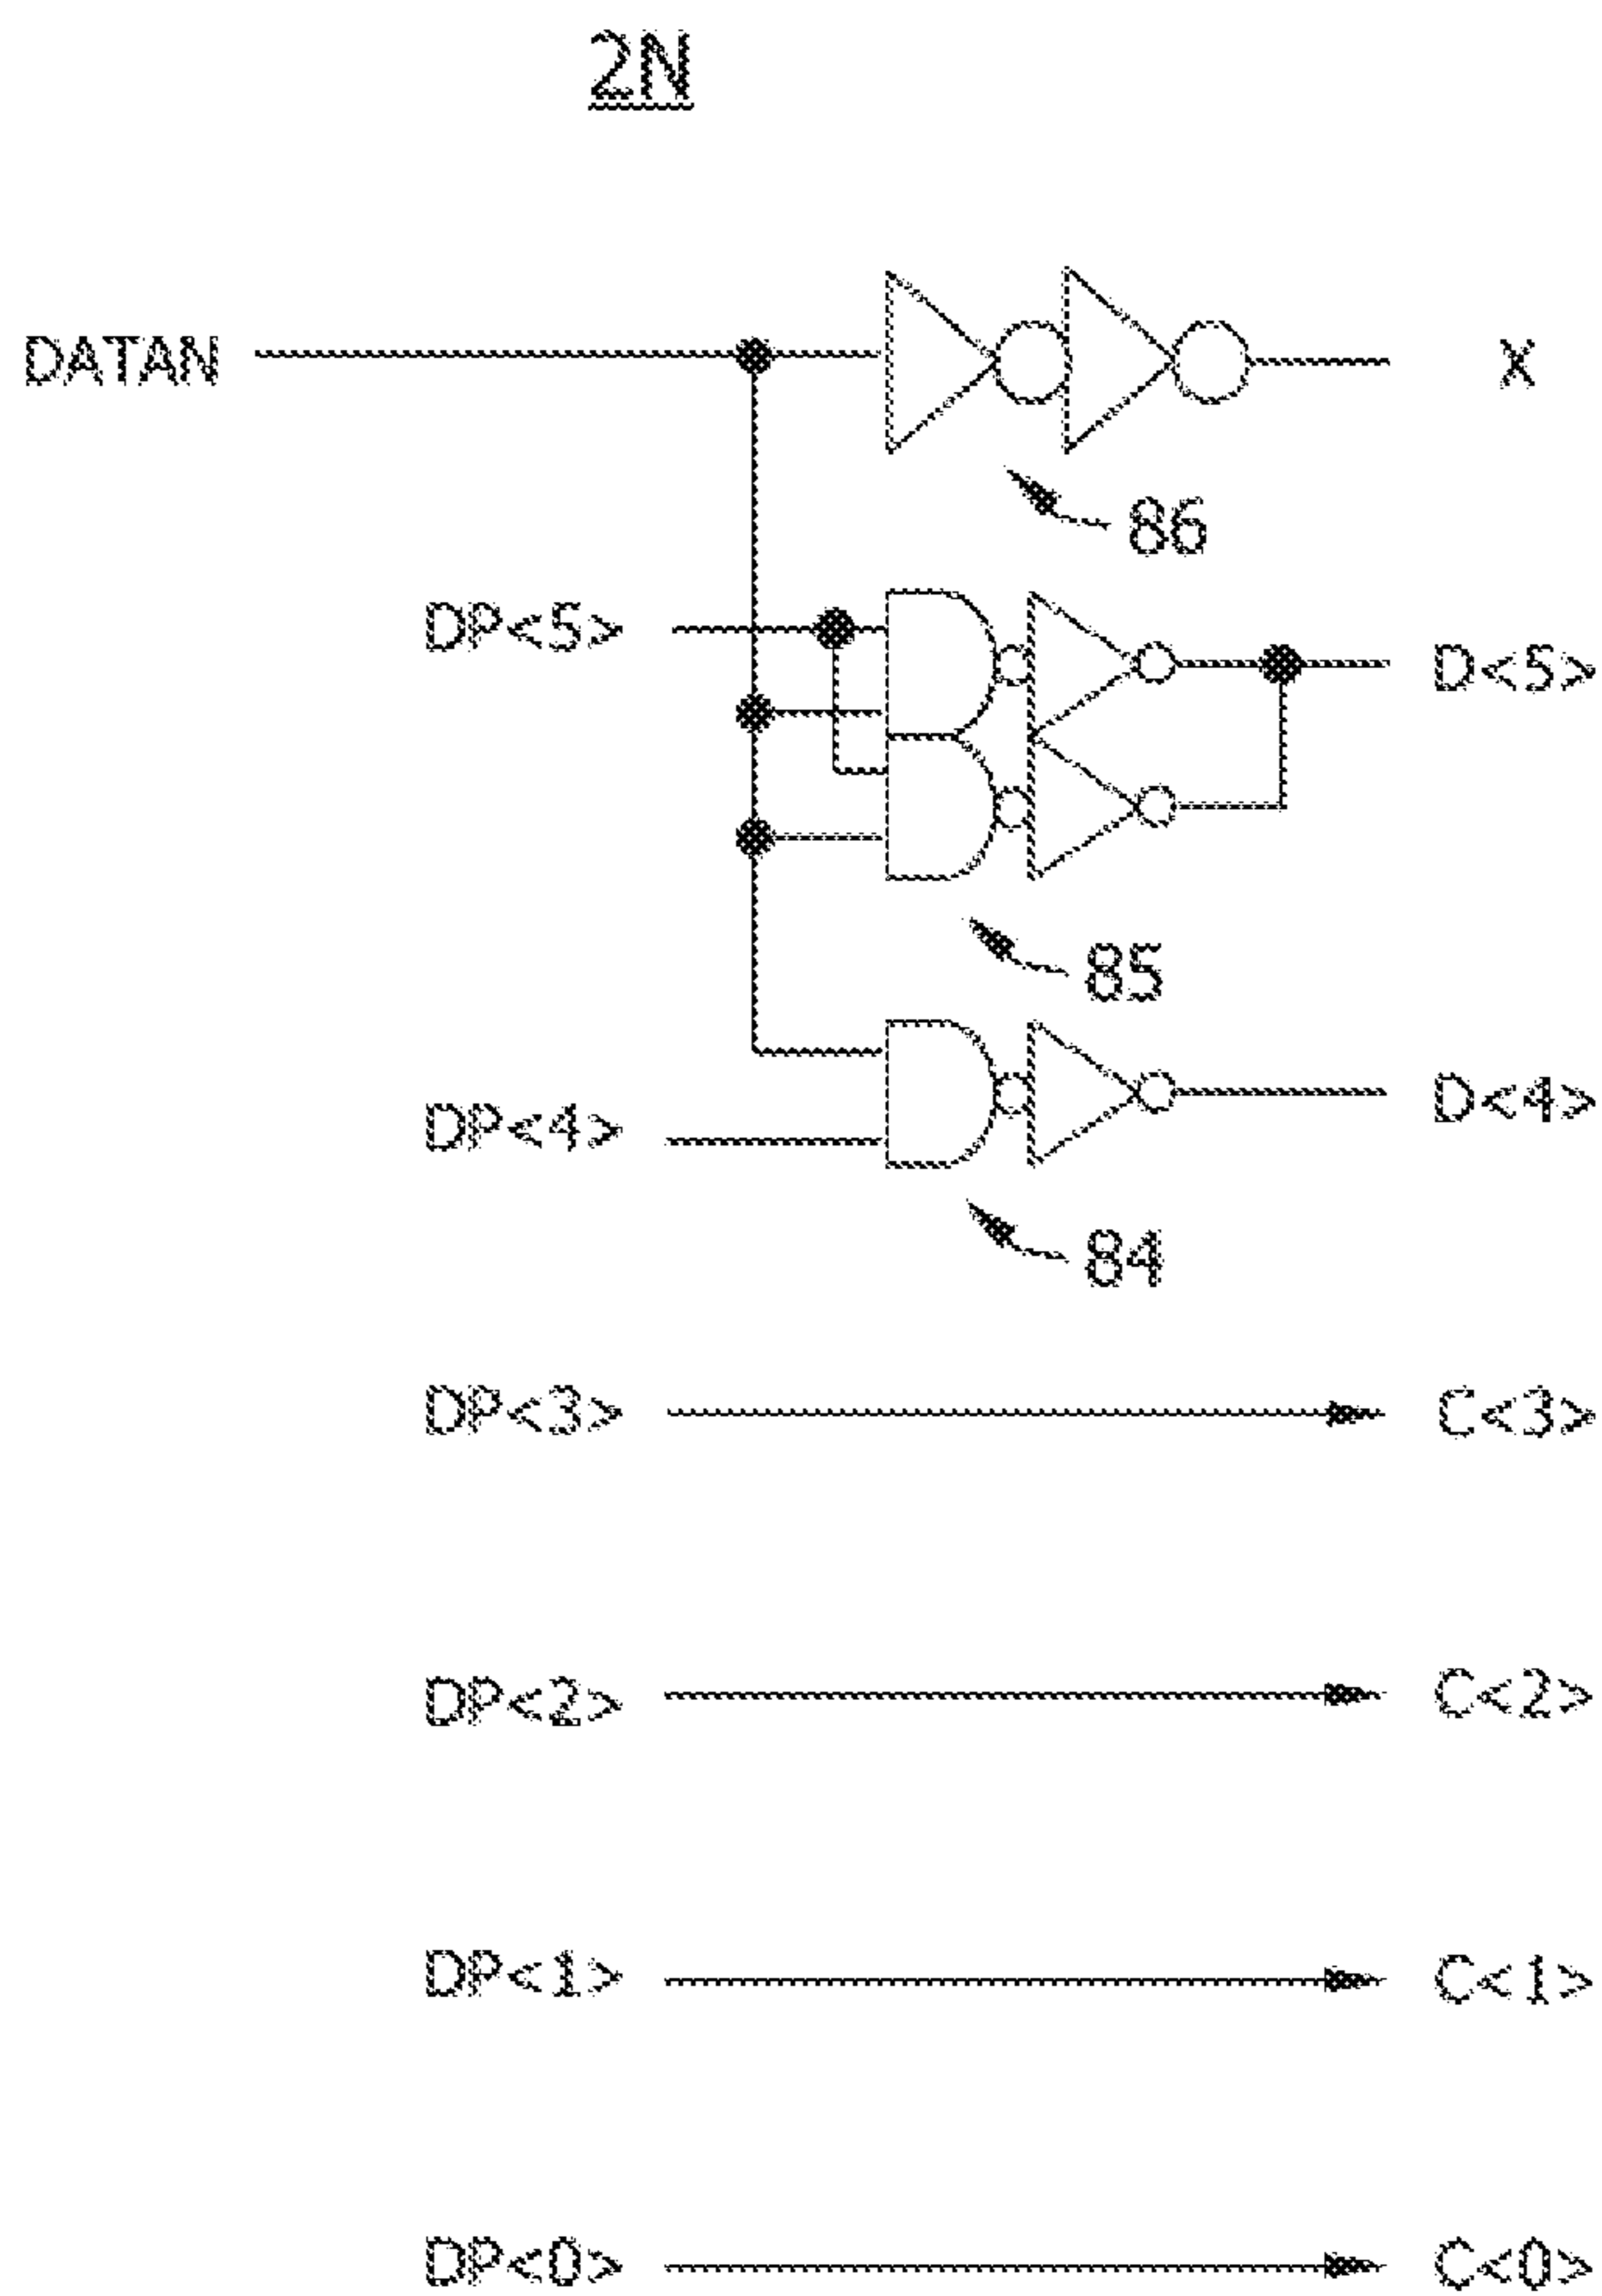 2N
DATAN X
86
DP<5> D<5>
85
DP<4> D<4>
84
DP<3> C<3>
DP<2> C<2>
DP<1> C<1>
DP<0> C<0>